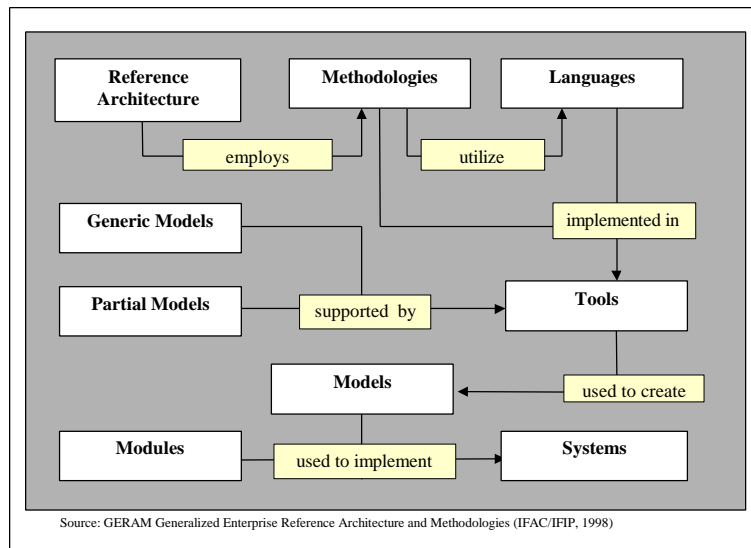 Reference
Architecture
Methodologies
Languages
employs
utilize
Generic Models
implemented in
Partial Models
supported by
Tools
Models
used to create
Modules
used to implement
Systems
Source: GERAM Generalized Enterprise Reference Architecture and Methodologies (IFAC/IFIP, 1998)